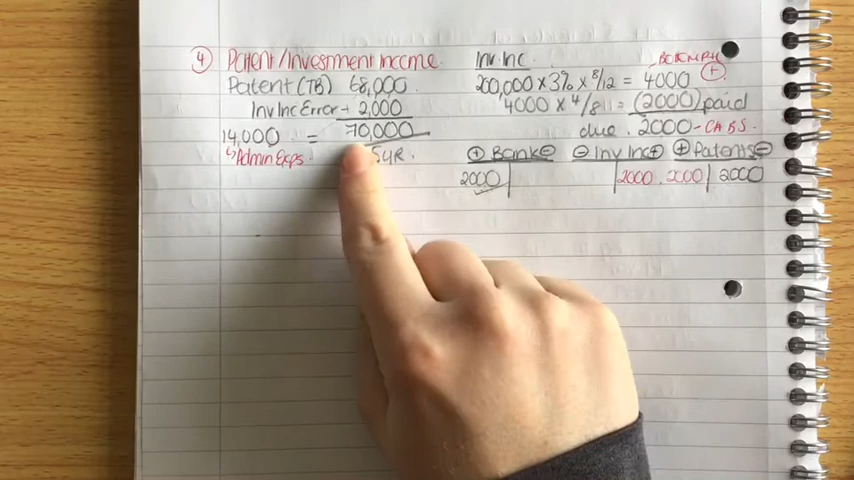 ④ Patent/Invesment Income
Patent (TB) 68,000
Inv Inc Error + 2,000
14,000 = 70,000
↳ Admin Exps. 5YR.
Inv. Inc.
200,000 x 3% x 8/12 = 4000 +
4000 x 4/8 = (2000) paid
due. 2000 - CA BS.
+ Bank - - Inv Inc + + Patents -
2000 2000 . 2000 2000